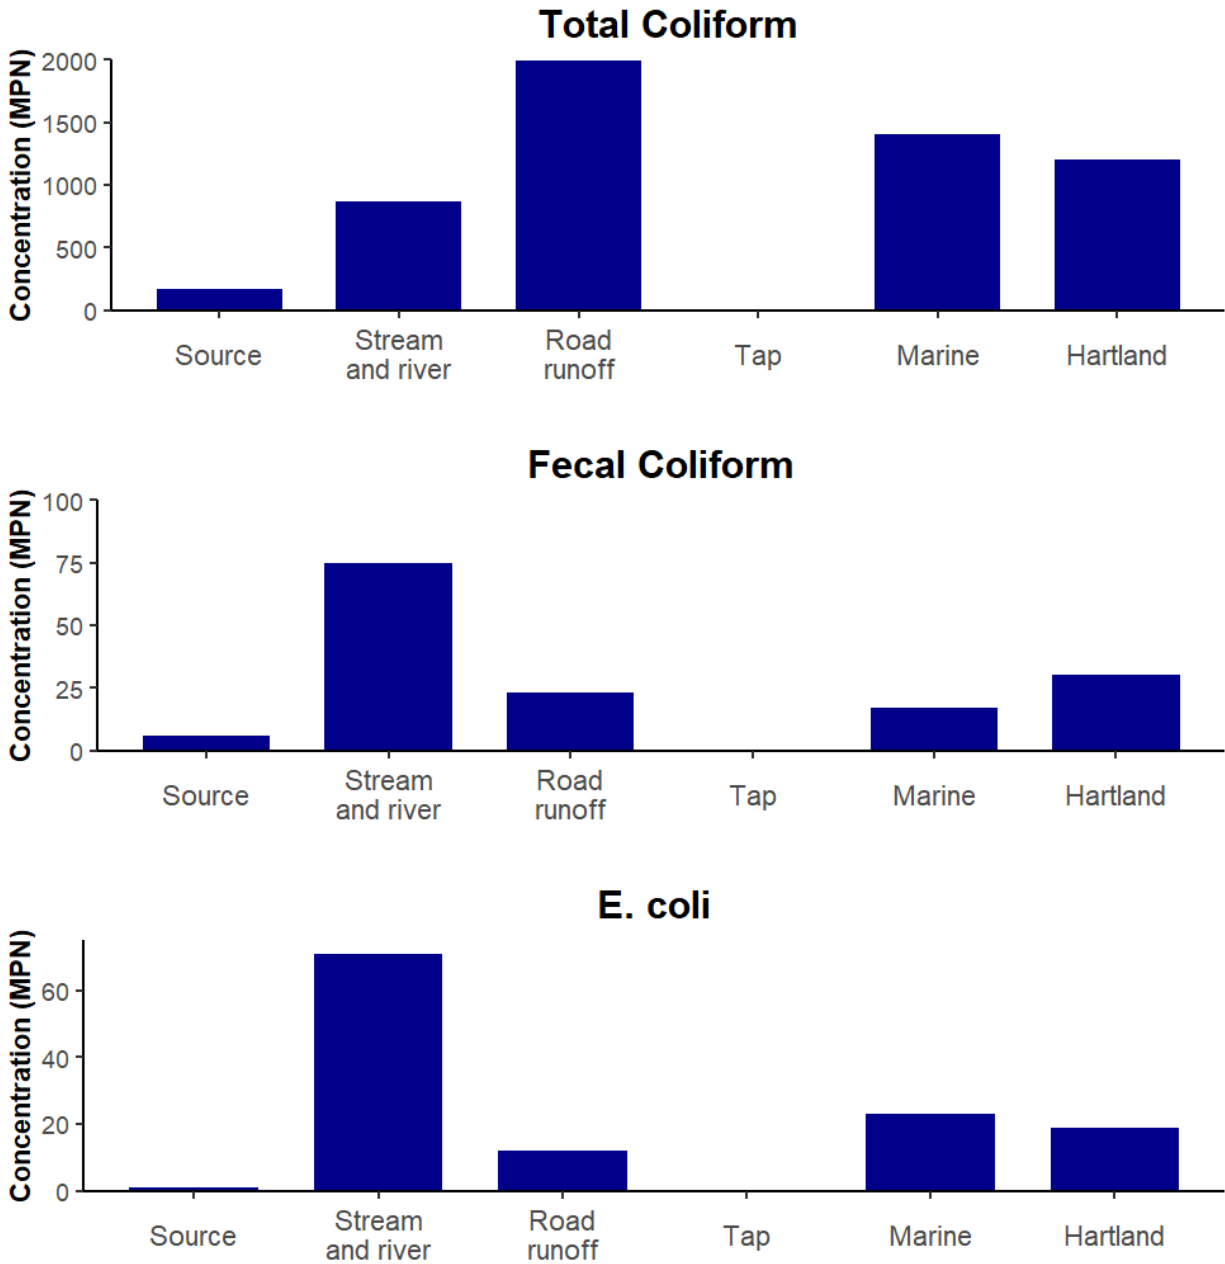 Total Coliform
Concentration (MPN)
2000
1500
1000
500
0
Source
Stream
and river
Road
runoff
Tap
Marine
Hartland
Fecal Coliform
Concentration (MPN)
100
75
50
25
0
Source
Stream
and river
Road
runoff
Tap
Marine
Hartland
E. coli
Concentration (MPN)
60
40
20
0
Source
Stream
and river
Road
runoff
Tap
Marine
Hartland